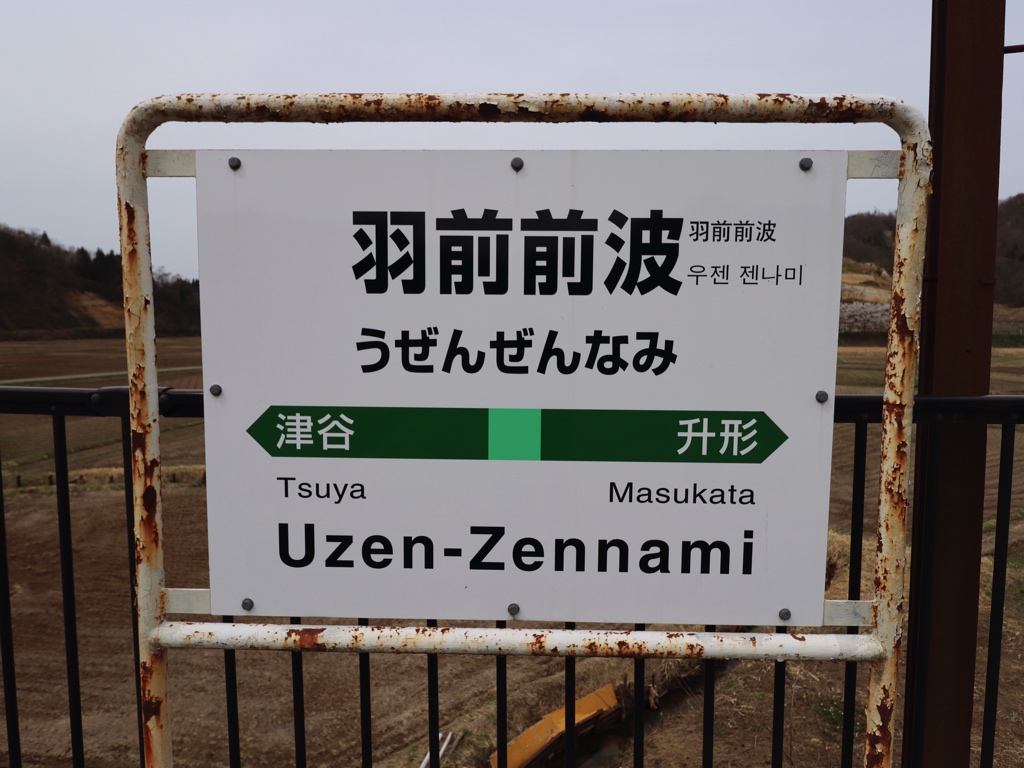 羽前前波
羽前前波
우젠 젠나미
うぜんぜんなみ
津谷 升形
Tsuya Masukata
Uzen-Zennami